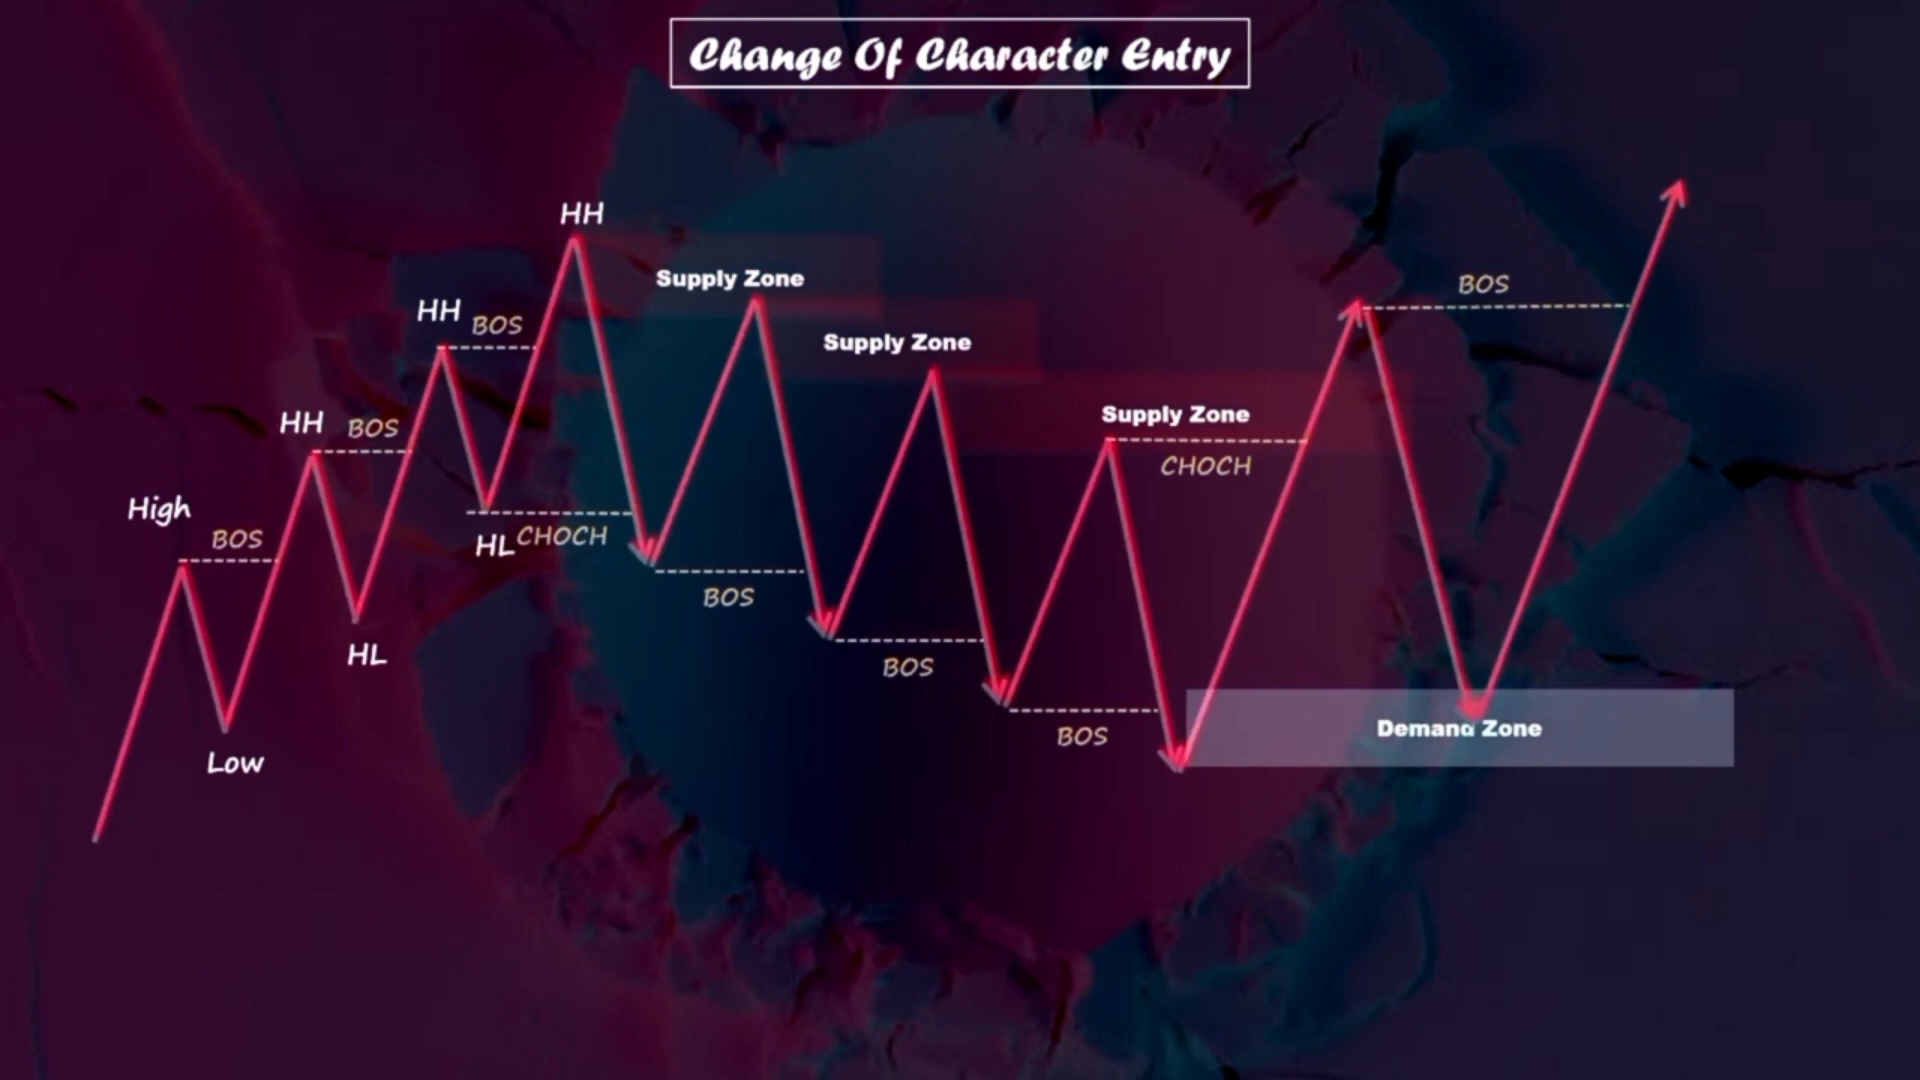 Change Of Character Entry
HH
Supply Zone
HH
BOS
BOS
Supply Zone
HH
BOS
Supply Zone
CHOCH
High
BOS
HL
CHOCH
BOS
HL
BOS
BOS
Low
Demand Zone